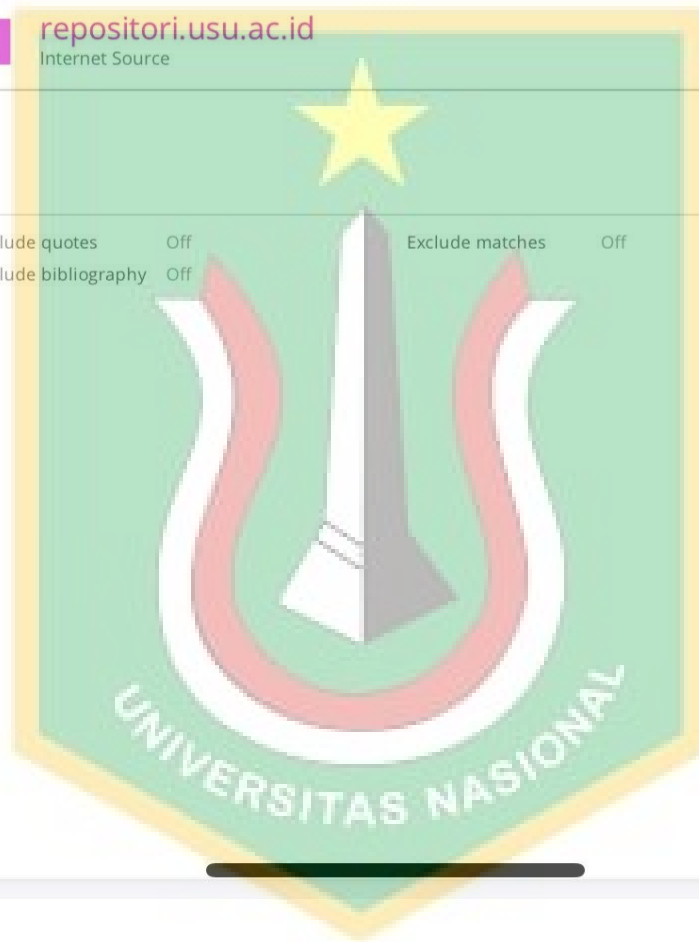 repositori.usu.ac.id
Internet Source
lude quotes Off Exclude matches Off
lude bibliography Off
UNIVERSITAS NASIONAL